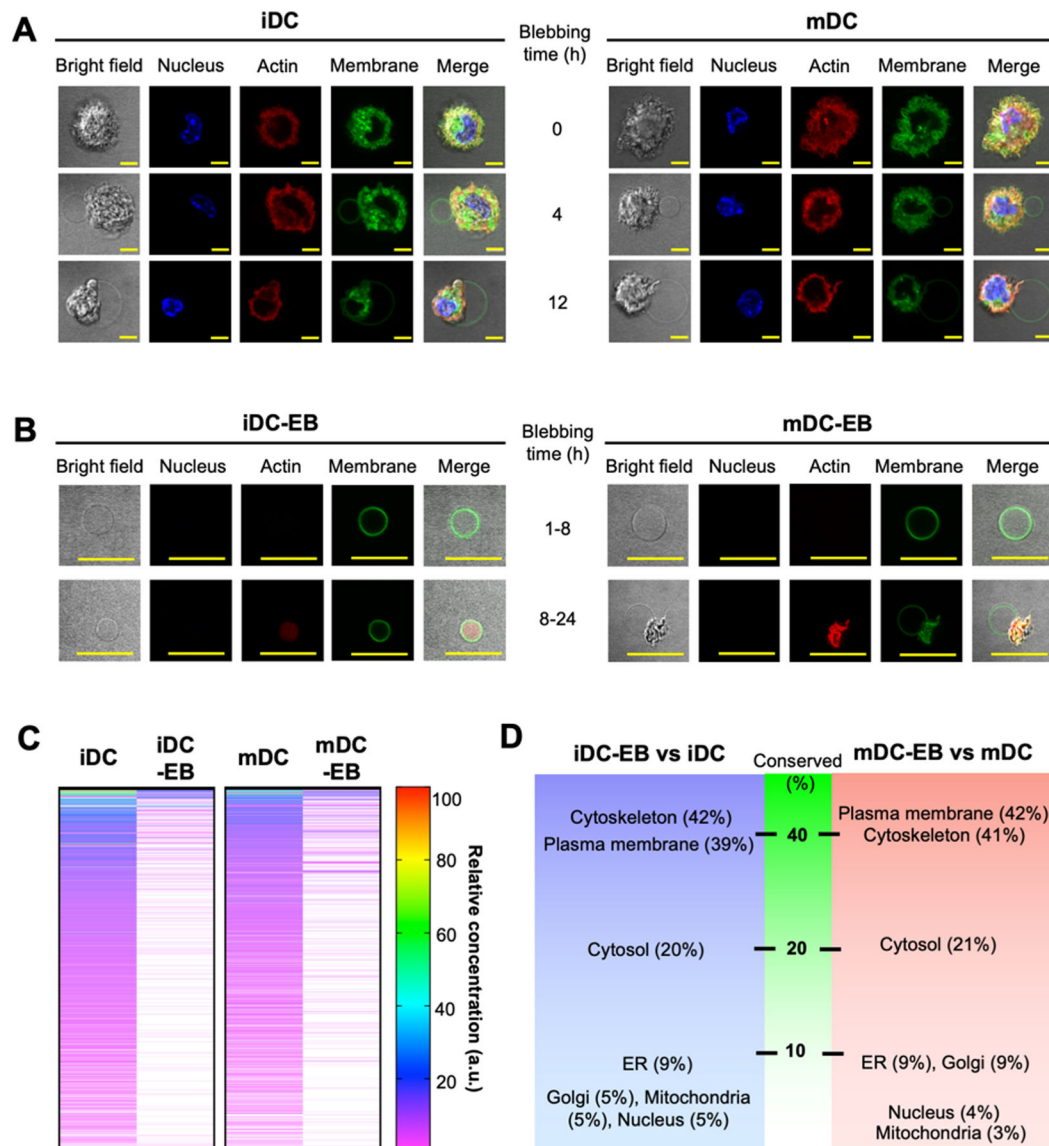 A
iDC
Blebbing
time (h)
mDC
Bright field Nucleus Actin Membrane Merge
Bright field Nucleus Actin Membrane Merge
0
4
12
B
iDC-EB
Blebbing
time (h)
mDC-EB
Bright field Nucleus Actin Membrane Merge
Bright field Nucleus Actin Membrane Merge
1-8
8-24
C
iDC
iDC
-EB
mDC
mDC
-EB
100
80
60
40
20
Relative concentration (a.u.)
D
iDC-EB vs iDC
Conserved
(%)
mDC-EB vs mDC
Cytoskeleton (42%)
Plasma membrane (39%)
40
Plasma membrane (42%)
Cytoskeleton (41%)
Cytosol (20%)
20
Cytosol (21%)
10
ER (9%)
ER (9%), Golgi (9%)
Golgi (5%), Mitochondria
(5%), Nucleus (5%)
Nucleus (4%)
Mitochondria (3%)